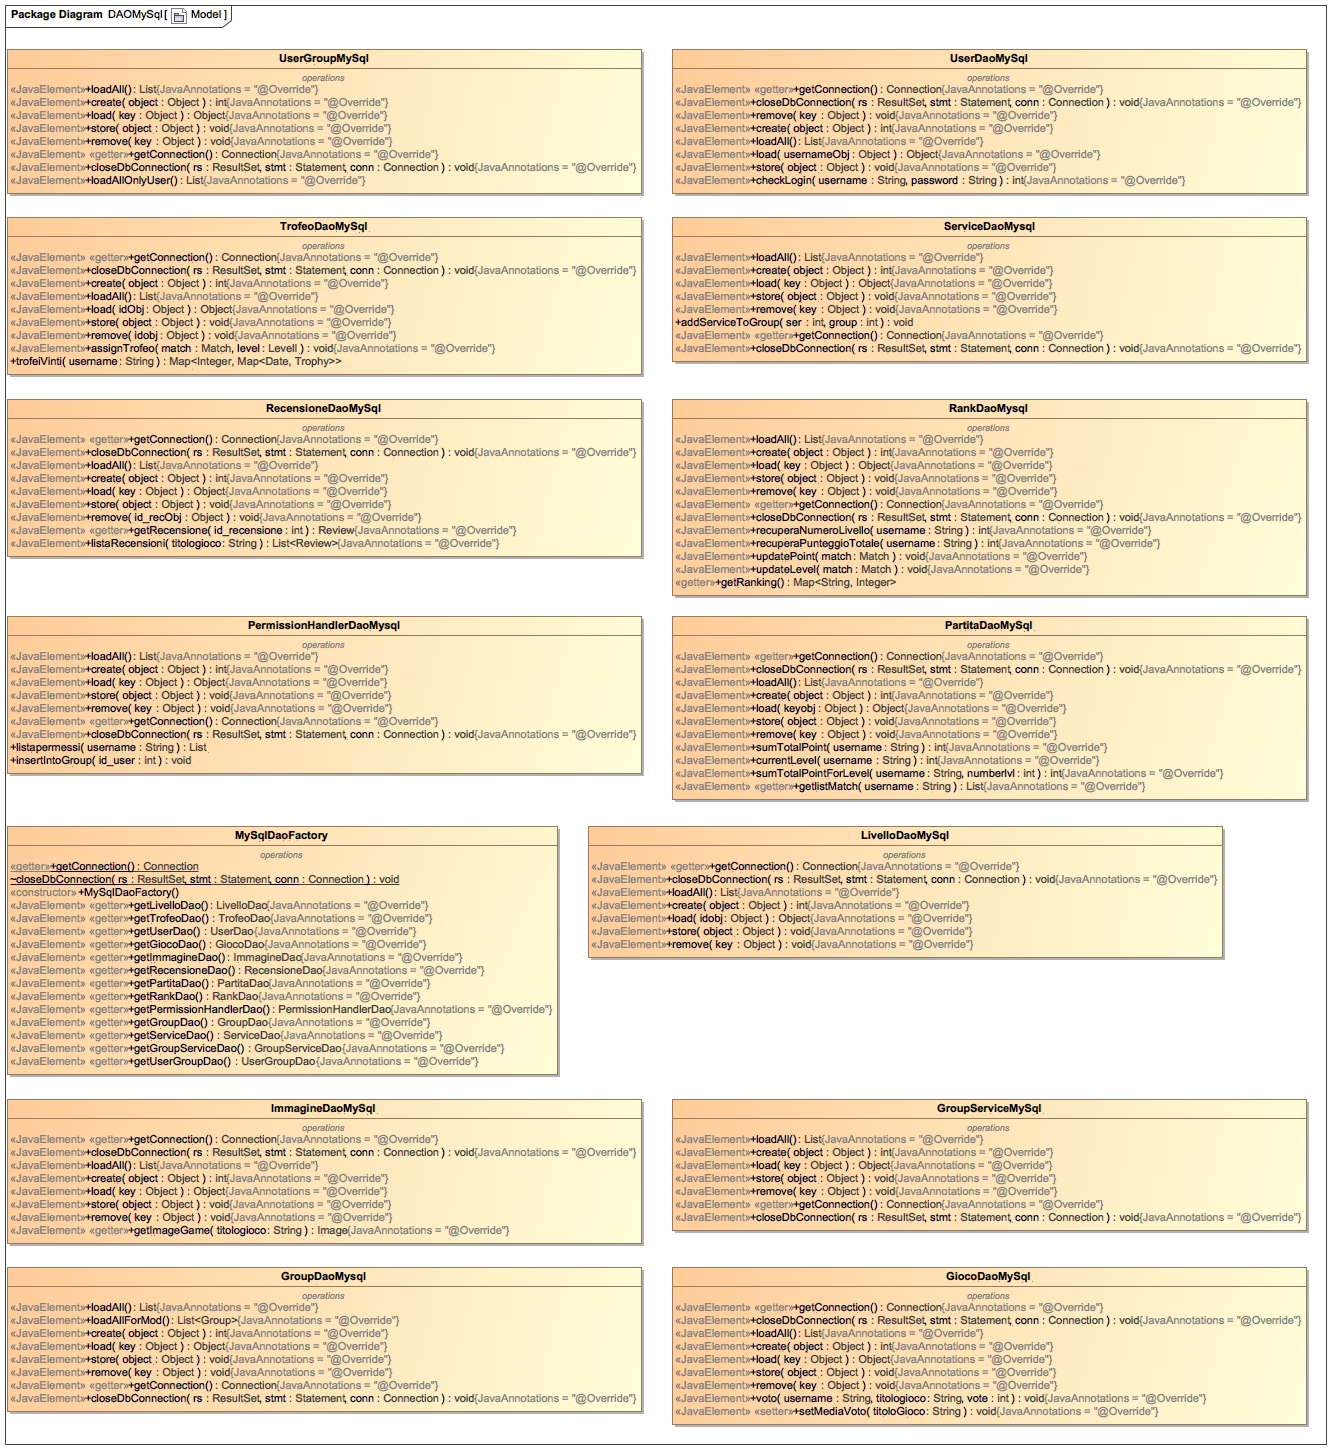 Package Diagram DAOMySql[ Model ]
UserGroupMySql
operations
«JavaElement»+loadAll() : List{JavaAnnotations = "@Override"}
«JavaElement»+create( object : Object ) : int{JavaAnnotations = "@Override"}
«JavaElement»+load( key : Object ) : Object{JavaAnnotations = "@Override"}
«JavaElement»+store( object : Object ) : void{JavaAnnotations = "@Override"}
«JavaElement»+remove( key : Object ) : void{JavaAnnotations = "@Override"}
«JavaElement» «getter»+getConnection() : Connection{JavaAnnotations = "@Override"}
«JavaElement»+closeDbConnection( rs : ResultSet, stmt : Statement, conn : Connection ) : void{JavaAnnotations = "@Override"}
«JavaElement»+loadAllOnlyUser() : List{JavaAnnotations = "@Override"}
UserDaoMySql
operations
«JavaElement» «getter»+getConnection() : Connection{JavaAnnotations = "@Override"}
«JavaElement»+closeDbConnection( rs : ResultSet, stmt : Statement, conn : Connection ) : void{JavaAnnotations = "@Override"}
«JavaElement»+remove( key : Object ) : void{JavaAnnotations = "@Override"}
«JavaElement»+create( object : Object ) : int{JavaAnnotations = "@Override"}
«JavaElement»+loadAll() : List{JavaAnnotations = "@Override"}
«JavaElement»+load( usernameObj : Object ) : Object{JavaAnnotations = "@Override"}
«JavaElement»+store( object : Object ) : void{JavaAnnotations = "@Override"}
«JavaElement»+checkLogin( username : String, password : String ) : int{JavaAnnotations = "@Override"}
TrofeoDaoMySql
operations
«JavaElement» «getter»+getConnection() : Connection{JavaAnnotations = "@Override"}
«JavaElement»+closeDbConnection( rs : ResultSet, stmt : Statement, conn : Connection ) : void{JavaAnnotations = "@Override"}
«JavaElement»+create( object : Object ) : int{JavaAnnotations = "@Override"}
«JavaElement»+loadAll() : List{JavaAnnotations = "@Override"}
«JavaElement»+load( idObj : Object ) : Object{JavaAnnotations = "@Override"}
«JavaElement»+store( object : Object ) : void{JavaAnnotations = "@Override"}
«JavaElement»+remove( idobj : Object ) : void{JavaAnnotations = "@Override"}
«JavaElement»+assignTrofeo( match : Match, level : Levell ) : void{JavaAnnotations = "@Override"}
+trofeiVinti( username : String ) : Map<Integer, Map<Date, Trophy>>
ServiceDaoMysql
operations
«JavaElement»+loadAll() : List{JavaAnnotations = "@Override"}
«JavaElement»+create( object : Object ) : int{JavaAnnotations = "@Override"}
«JavaElement»+load( key : Object ) : Object{JavaAnnotations = "@Override"}
«JavaElement»+store( object : Object ) : void{JavaAnnotations = "@Override"}
«JavaElement»+remove( key : Object ) : void{JavaAnnotations = "@Override"}
+addServiceToGroup( ser : int, group : int ) : void
«JavaElement» «getter»+getConnection() : Connection{JavaAnnotations = "@Override"}
«JavaElement»+closeDbConnection( rs : ResultSet, stmt : Statement, conn : Connection ) : void{JavaAnnotations = "@Override"}
RecensioneDaoMySql
operations
«JavaElement» «getter»+getConnection() : Connection{JavaAnnotations = "@Override"}
«JavaElement»+closeDbConnection( rs : ResultSet, stmt : Statement, conn : Connection ) : void{JavaAnnotations = "@Override"}
«JavaElement»+loadAll() : List{JavaAnnotations = "@Override"}
«JavaElement»+create( object : Object ) : int{JavaAnnotations = "@Override"}
«JavaElement»+load( key : Object ) : Object{JavaAnnotations = "@Override"}
«JavaElement»+store( object : Object ) : void{JavaAnnotations = "@Override"}
«JavaElement»+remove( id_recObj : Object ) : void{JavaAnnotations = "@Override"}
«JavaElement» «getter»+getRecensione( id_recensione : int ) : Review{JavaAnnotations = "@Override"}
«JavaElement»+listaRecensioni( titologioco : String ) : List<Review>{JavaAnnotations = "@Override"}
RankDaoMysql
operations
«JavaElement»+loadAll() : List{JavaAnnotations = "@Override"}
«JavaElement»+create( object : Object ) : int{JavaAnnotations = "@Override"}
«JavaElement»+load( key : Object ) : Object{JavaAnnotations = "@Override"}
«JavaElement»+store( object : Object ) : void{JavaAnnotations = "@Override"}
«JavaElement»+remove( key : Object ) : void{JavaAnnotations = "@Override"}
«JavaElement» «getter»+getConnection() : Connection{JavaAnnotations = "@Override"}
«JavaElement»+closeDbConnection( rs : ResultSet, stmt : Statement, conn : Connection ) : void{JavaAnnotations = "@Override"}
«JavaElement»+recuperaNumeroLivello( username : String ) : int{JavaAnnotations = "@Override"}
«JavaElement»+recuperaPunteggioTotale( username : String ) : int{JavaAnnotations = "@Override"}
«JavaElement»+updatePoint( match : Match ) : void{JavaAnnotations = "@Override"}
«JavaElement»+updateLevel( match : Match ) : void{JavaAnnotations = "@Override"}
«getter»+getRanking() : Map<String, Integer>
PermissionHandlerDaoMysql
operations
«JavaElement»+loadAll() : List{JavaAnnotations = "@Override"}
«JavaElement»+create( object : Object ) : int{JavaAnnotations = "@Override"}
«JavaElement»+load( key : Object ) : Object{JavaAnnotations = "@Override"}
«JavaElement»+store( object : Object ) : void{JavaAnnotations = "@Override"}
«JavaElement»+remove( key : Object ) : void{JavaAnnotations = "@Override"}
«JavaElement» «getter»+getConnection() : Connection{JavaAnnotations = "@Override"}
«JavaElement»+closeDbConnection( rs : ResultSet, stmt : Statement, conn : Connection ) : void{JavaAnnotations = "@Override"}
+listapermessi( username : String ) : List
+insertIntoGroup( id_user : int ) : void
PartitaDaoMySql
operations
«JavaElement» «getter»+getConnection() : Connection{JavaAnnotations = "@Override"}
«JavaElement»+closeDbConnection( rs : ResultSet, stmt : Statement, conn : Connection ) : void{JavaAnnotations = "@Override"}
«JavaElement»+loadAll() : List{JavaAnnotations = "@Override"}
«JavaElement»+create( object : Object ) : int{JavaAnnotations = "@Override"}
«JavaElement»+load( keyobj : Object ) : Object{JavaAnnotations = "@Override"}
«JavaElement»+store( object : Object ) : void{JavaAnnotations = "@Override"}
«JavaElement»+remove( key : Object ) : void{JavaAnnotations = "@Override"}
«JavaElement»+sumTotalPoint( username : String ) : int{JavaAnnotations = "@Override"}
«JavaElement»+currentLevel( username : String ) : int{JavaAnnotations = "@Override"}
«JavaElement»+sumTotalPointForLevel( username : String, numberlvl : int ) : int{JavaAnnotations = "@Override"}
«JavaElement» «getter»+getlistMatch( username : String ) : List{JavaAnnotations = "@Override"}
MySqlDaoFactory
operations
«getter»+getConnection() : Connection
~closeDbConnection( rs : ResultSet, stmt : Statement, conn : Connection ) : void
«constructor»+MySqlDaoFactory()
«JavaElement» «getter»+getLivelloDao() : LivelloDao{JavaAnnotations = "@Override"}
«JavaElement» «getter»+getTrofeoDao() : TrofeoDao{JavaAnnotations = "@Override"}
«JavaElement» «getter»+getUserDao() : UserDao{JavaAnnotations = "@Override"}
«JavaElement» «getter»+getGiocoDao() : GiocoDao{JavaAnnotations = "@Override"}
«JavaElement» «getter»+getImmagineDao() : ImmagineDao{JavaAnnotations = "@Override"}
«JavaElement» «getter»+getRecensioneDao() : RecensioneDao{JavaAnnotations = "@Override"}
«JavaElement» «getter»+getPartitaDao() : PartitaDao{JavaAnnotations = "@Override"}
«JavaElement» «getter»+getRankDao() : RankDao{JavaAnnotations = "@Override"}
«JavaElement» «getter»+getPermissionHandlerDao() : PermissionHandlerDao{JavaAnnotations = "@Override"}
«JavaElement» «getter»+getGroupDao() : GroupDao{JavaAnnotations = "@Override"}
«JavaElement» «getter»+getServiceDao() : ServiceDao{JavaAnnotations = "@Override"}
«JavaElement» «getter»+getGroupServiceDao() : GroupServiceDao{JavaAnnotations = "@Override"}
«JavaElement» «getter»+getUserGroupDao() : UserGroupDao{JavaAnnotations = "@Override"}
LivelloDaoMySql
operations
«JavaElement» «getter»+getConnection() : Connection{JavaAnnotations = "@Override"}
«JavaElement»+closeDbConnection( rs : ResultSet, stmt : Statement, conn : Connection ) : void{JavaAnnotations = "@Override"}
«JavaElement»+loadAll() : List{JavaAnnotations = "@Override"}
«JavaElement»+create( object : Object ) : int{JavaAnnotations = "@Override"}
«JavaElement»+load( idobj : Object ) : Object{JavaAnnotations = "@Override"}
«JavaElement»+store( object : Object ) : void{JavaAnnotations = "@Override"}
«JavaElement»+remove( key : Object ) : void{JavaAnnotations = "@Override"}
ImmagineDaoMySql
operations
«JavaElement» «getter»+getConnection() : Connection{JavaAnnotations = "@Override"}
«JavaElement»+closeDbConnection( rs : ResultSet, stmt : Statement, conn : Connection ) : void{JavaAnnotations = "@Override"}
«JavaElement»+loadAll() : List{JavaAnnotations = "@Override"}
«JavaElement»+create( object : Object ) : int{JavaAnnotations = "@Override"}
«JavaElement»+load( key : Object ) : Object{JavaAnnotations = "@Override"}
«JavaElement»+store( object : Object ) : void{JavaAnnotations = "@Override"}
«JavaElement»+remove( key : Object ) : void{JavaAnnotations = "@Override"}
«JavaElement» «getter»+getImageGame( titologioco : String ) : Image{JavaAnnotations = "@Override"}
GroupServiceMySql
operations
«JavaElement»+loadAll() : List{JavaAnnotations = "@Override"}
«JavaElement»+create( object : Object ) : int{JavaAnnotations = "@Override"}
«JavaElement»+load( key : Object ) : Object{JavaAnnotations = "@Override"}
«JavaElement»+store( object : Object ) : void{JavaAnnotations = "@Override"}
«JavaElement»+remove( key : Object ) : void{JavaAnnotations = "@Override"}
«JavaElement» «getter»+getConnection() : Connection{JavaAnnotations = "@Override"}
«JavaElement»+closeDbConnection( rs : ResultSet, stmt : Statement, conn : Connection ) : void{JavaAnnotations = "@Override"}
GroupDaoMysql
operations
«JavaElement»+loadAll() : List{JavaAnnotations = "@Override"}
«JavaElement»+loadAllForMod() : List<Group>{JavaAnnotations = "@Override"}
«JavaElement»+create( object : Object ) : int{JavaAnnotations = "@Override"}
«JavaElement»+load( key : Object ) : Object{JavaAnnotations = "@Override"}
«JavaElement»+store( object : Object ) : void{JavaAnnotations = "@Override"}
«JavaElement»+remove( key : Object ) : void{JavaAnnotations = "@Override"}
«JavaElement» «getter»+getConnection() : Connection{JavaAnnotations = "@Override"}
«JavaElement»+closeDbConnection( rs : ResultSet, stmt : Statement, conn : Connection ) : void{JavaAnnotations = "@Override"}
GiocoDaoMySql
operations
«JavaElement» «getter»+getConnection() : Connection{JavaAnnotations = "@Override"}
«JavaElement»+closeDbConnection( rs : ResultSet, stmt : Statement, conn : Connection ) : void{JavaAnnotations = "@Override"}
«JavaElement»+loadAll() : List{JavaAnnotations = "@Override"}
«JavaElement»+create( object : Object ) : int{JavaAnnotations = "@Override"}
«JavaElement»+load( key : Object ) : Object{JavaAnnotations = "@Override"}
«JavaElement»+store( object : Object ) : void{JavaAnnotations = "@Override"}
«JavaElement»+remove( key : Object ) : void{JavaAnnotations = "@Override"}
«JavaElement»+voto( username : String, titologioco : String, vote : int ) : void{JavaAnnotations = "@Override"}
«JavaElement» «setter»+setMediaVoto( titoloGioco : String ) : void{JavaAnnotations = "@Override"}